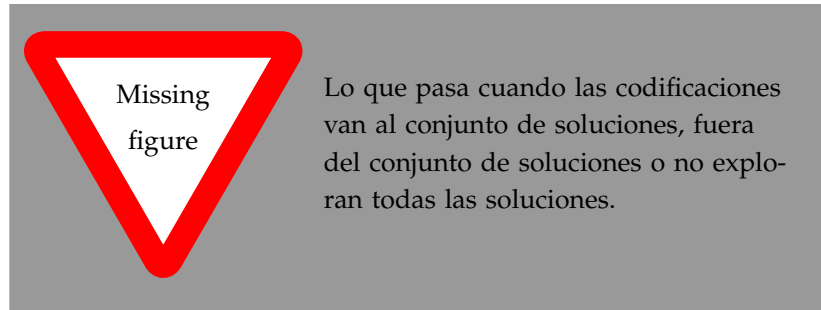 Missing
figure
Lo que pasa cuando las codificaciones
van al conjunto de soluciones, fuera
del conjunto de soluciones o no explo-
ran todas las soluciones.